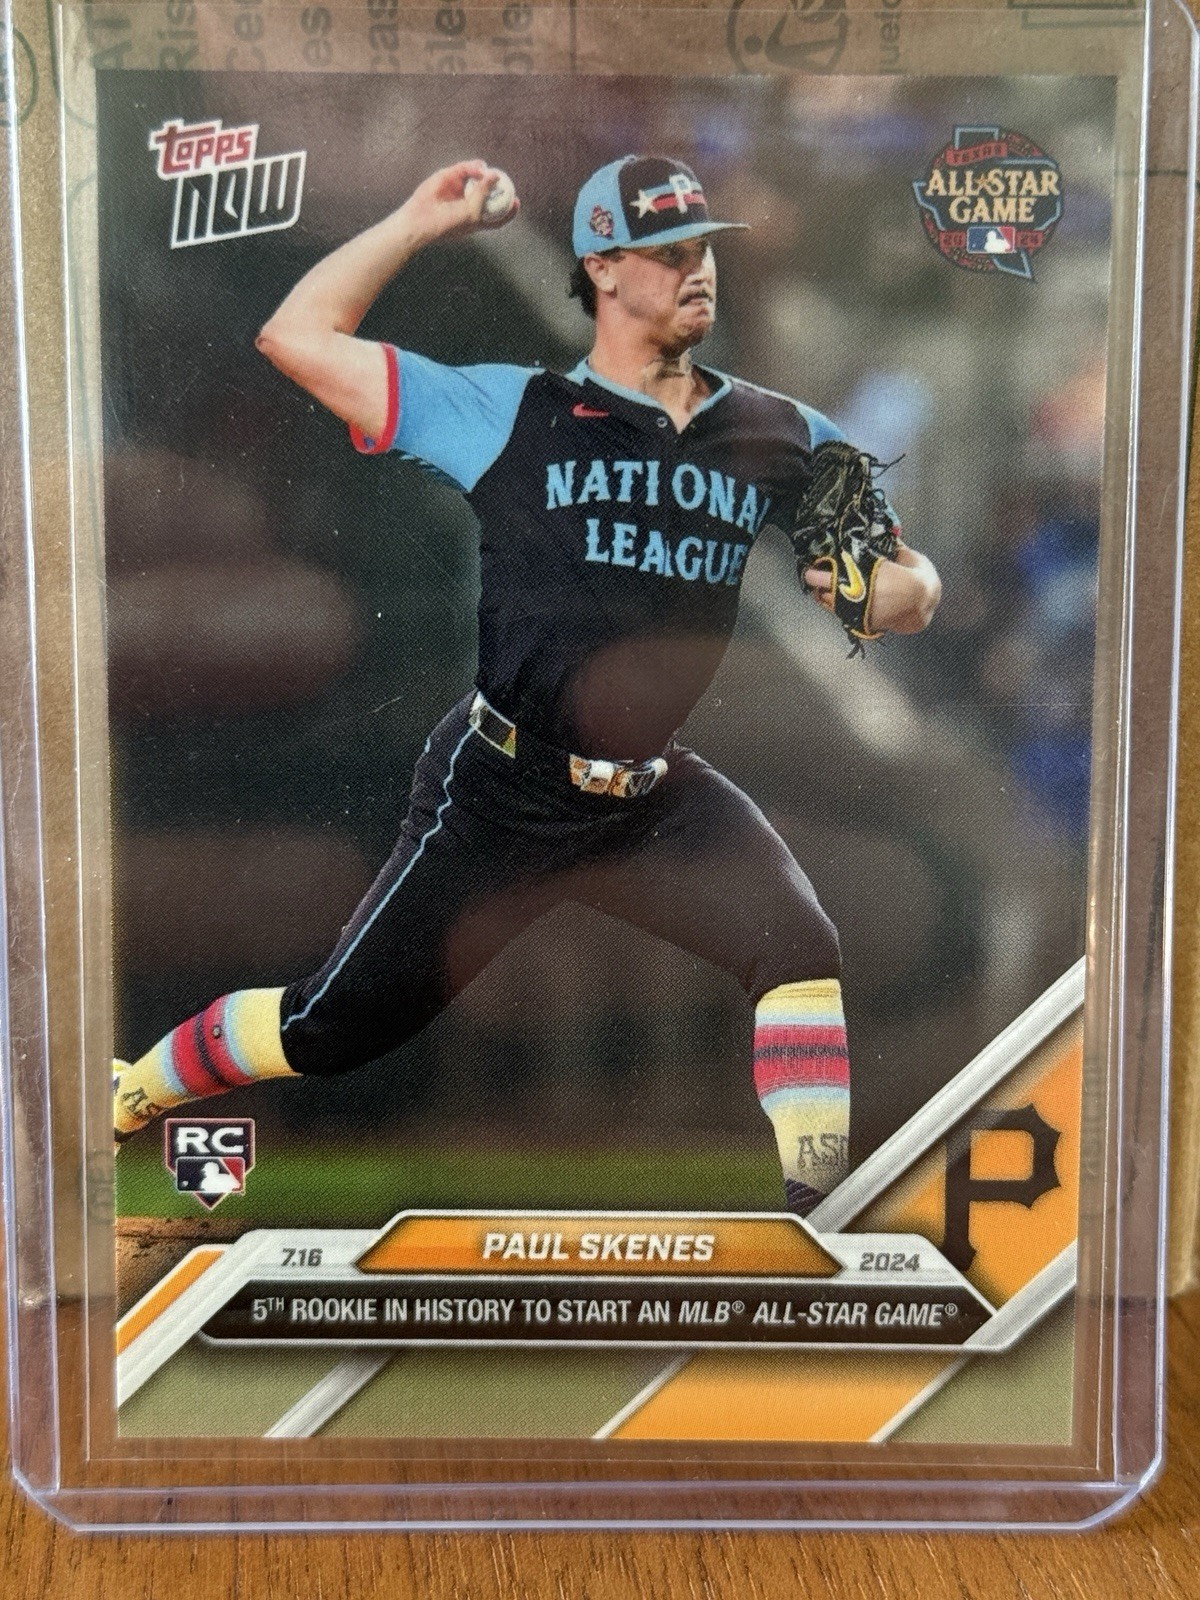 topps
NOW
TEXAS
ALL★STAR
GAME
2024
P
NATIONAL
LEAGUE
RC
P
PAUL SKENES
7.16
2024
5TH ROOKIE IN HISTORY TO START AN MLB® ALL-STAR GAME®